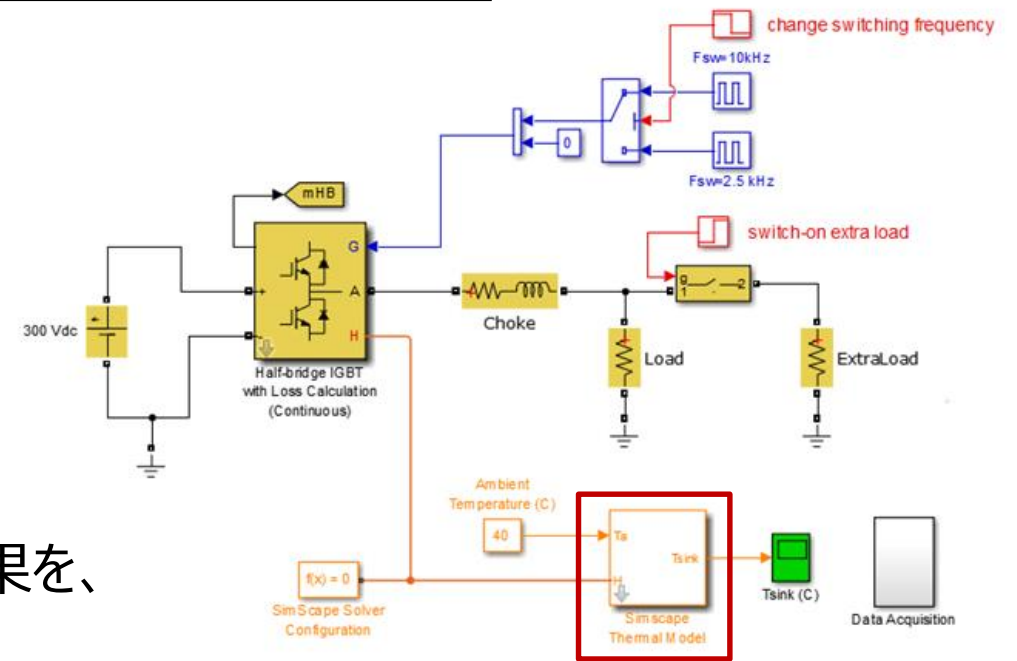 change switching frequency
Fsw=10kHz
0
Fsw=2.5 kHz
mHB
switch-on extra load
G
+
A
g
1
2
300 Vdc
-
H
Choke
Half-bridge IGBT
with Loss Calculation
(Continuous)
Load
ExtraLoad
Ambient
Temperature (C)
40
Ta
Tsink
H
果を、
f(x) = 0
SimScape Solver
Configuration
Simscape
Thermal Model
Tsink (C)
Data Acquisition